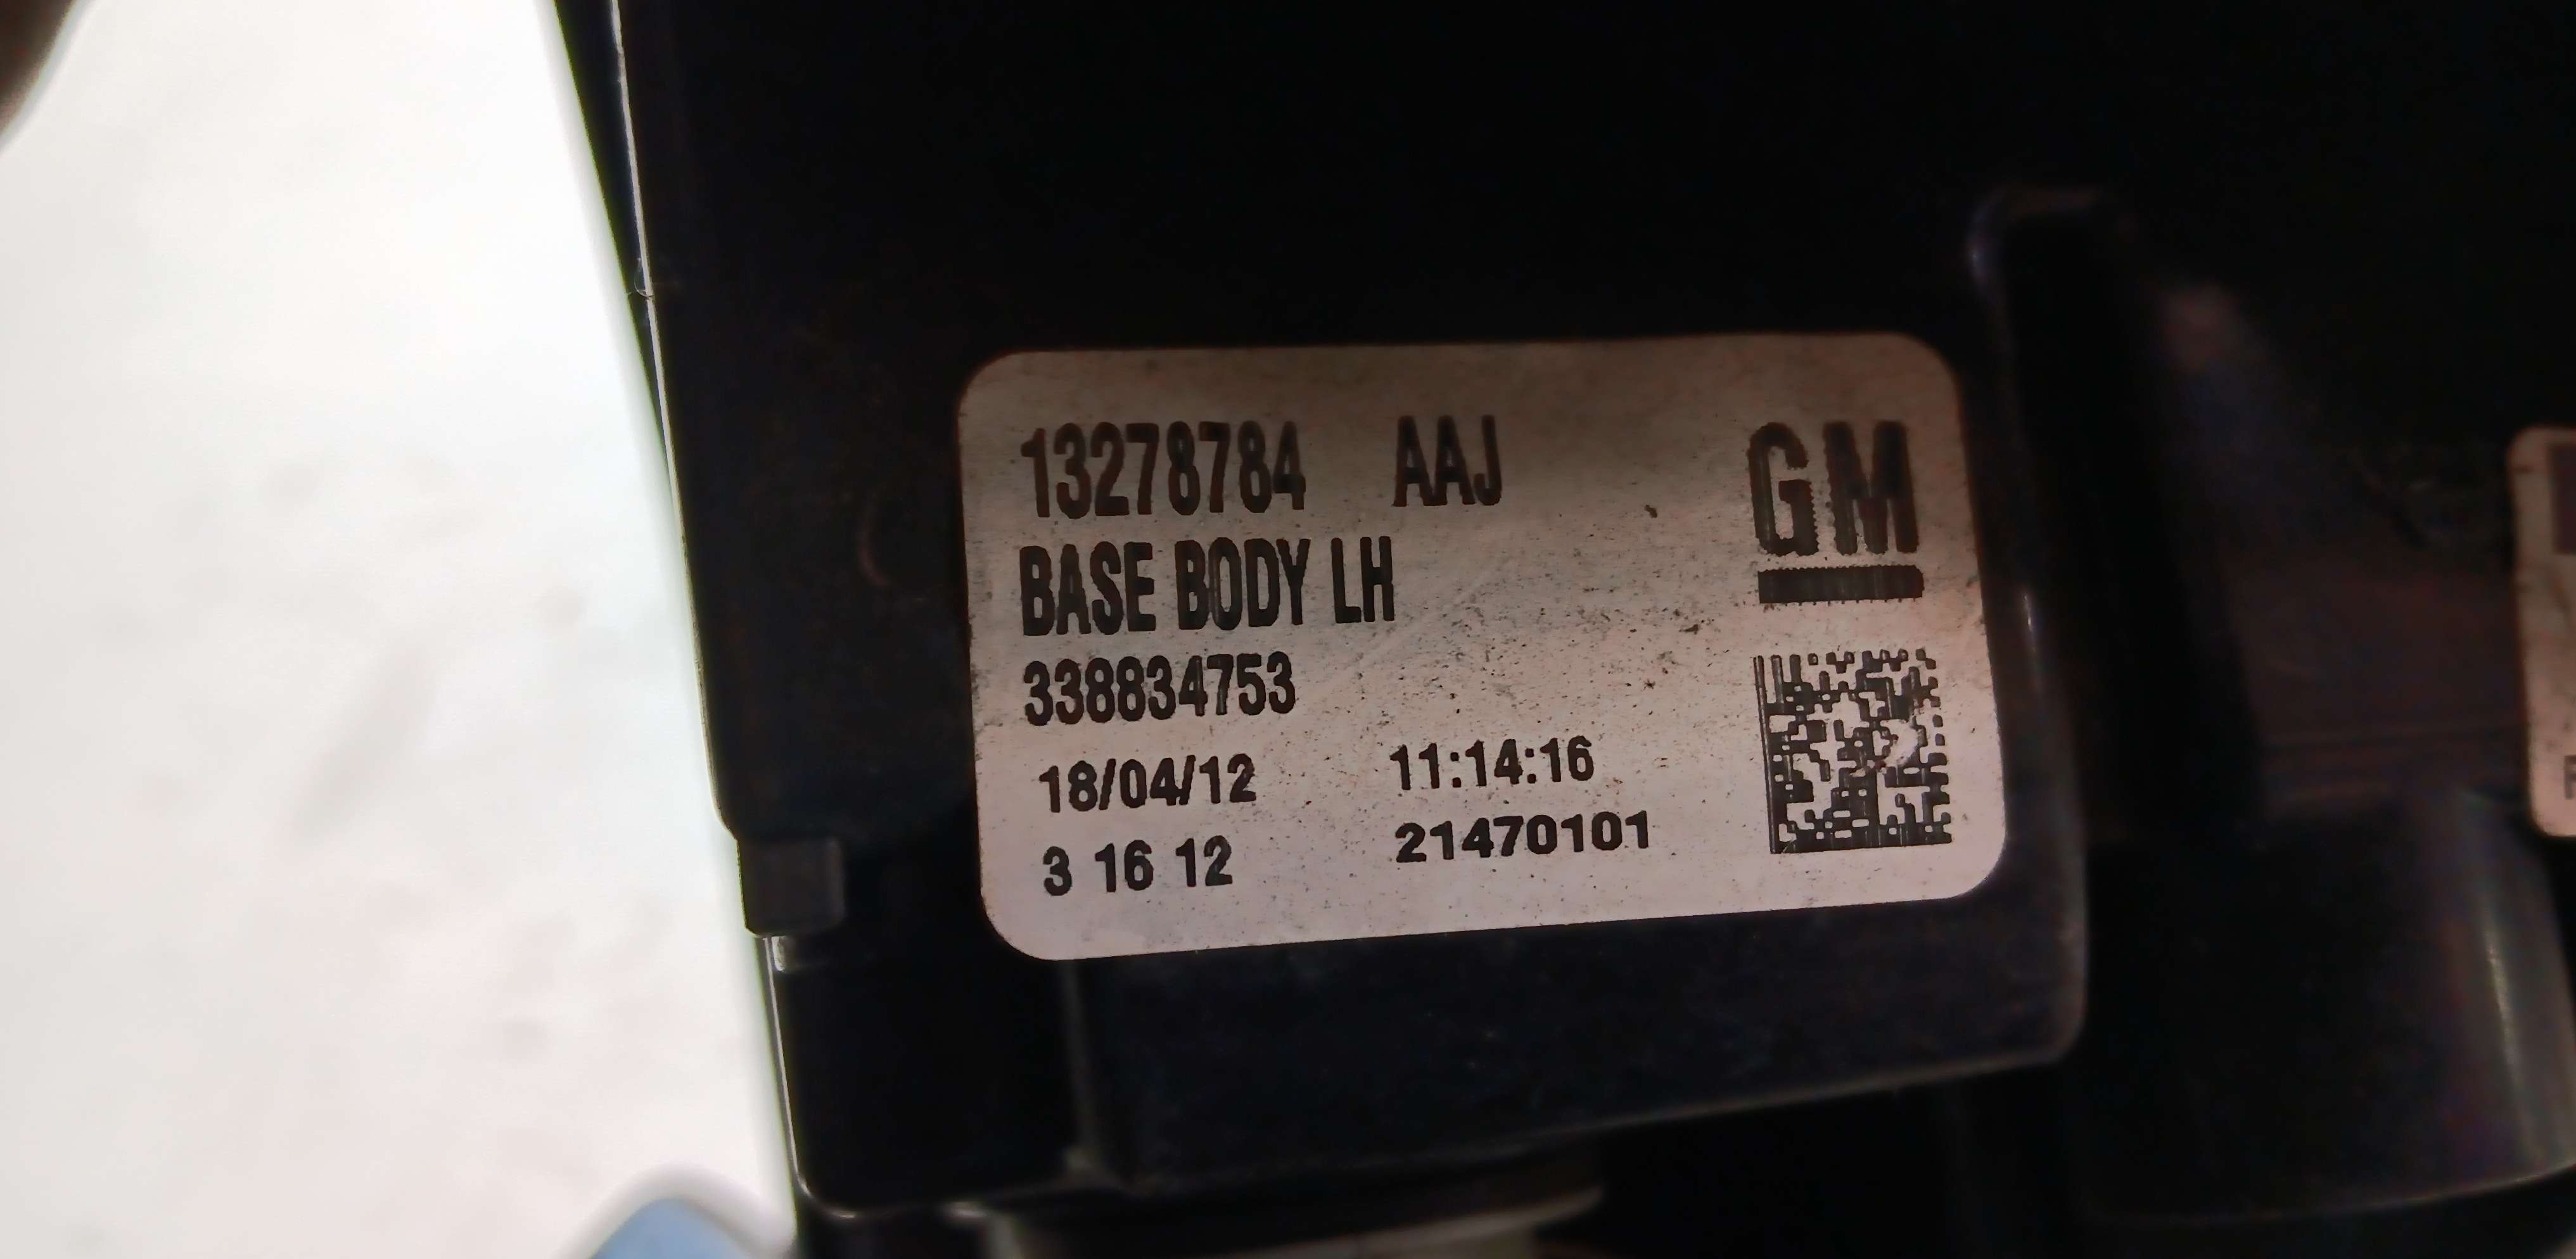 13278784 AAJ
GM
BASE BODY LH
338834753
18/04/12 11:14:16
3 16 12 21470101